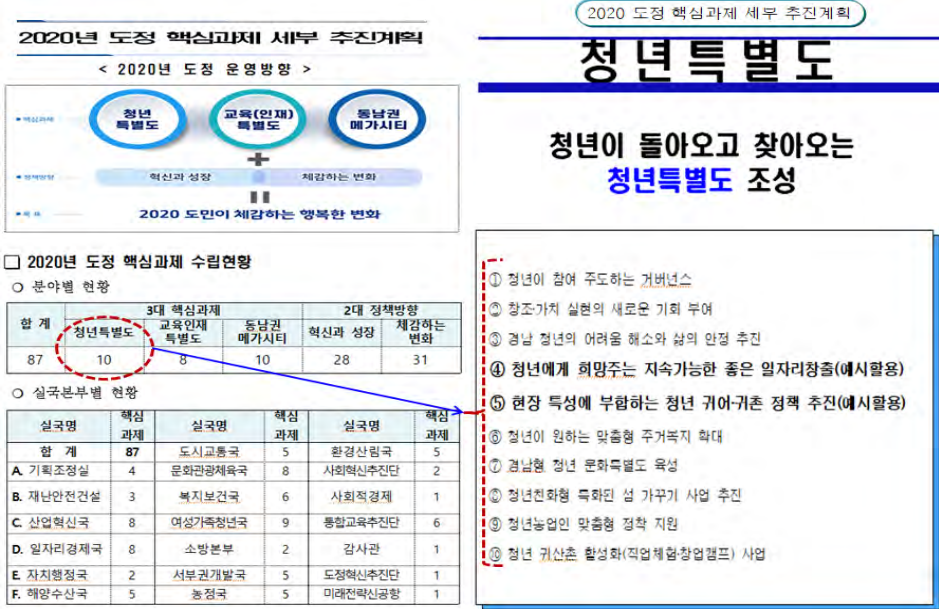 2020년 도정 핵심과제 세부 추진계획
< 2020년 도정 운영방향 >
핵심과제
청년
특별도
교육(인재)
특별도
동남권
메가시티
+
정책방향
혁신과 성장
체감하는 변화
목 표
2020 도민이 체감하는 행복한 변화
□ 2020년 도정 핵심과제 수립현황
○ 분야별 현황
합 계
3대 핵심과제
2대 정책방향
청년특별도
교육인재
특별도
동남권
메가시티
혁신과 성장
체감하는
변화
87 10 8 10 28 31
○ 실국본부별 현황
실국명 핵심과제 실국명 핵심과제 실국명 핵심과제
합 계 87 도시교통국 5 환경산림국 5
A. 기획조정실 4 문화관광체육국 8 사회혁신추진단 2
B. 재난안전건설 3 복지보건국 6 사회적경제 1
C. 산업혁신국 8 여성가족청년국 9 통합교육추진단 6
D. 일자리경제국 8 소방본부 2 감사관 1
E. 자치행정국 2 서부권개발국 5 도정혁신추진단 1
F. 해양수산국 5 농정국 5 미래전략신공항 1
2020 도정 핵심과제 세부 추진계획
청년특별도
청년이 돌아오고 찾아오는
청년특별도 조성
① 청년이 참여 주도하는 거버넌스
② 창조·가치 실현의 새로운 기회 부여
③ 경남 청년의 어려움 해소와 삶의 안정 추진
④ 청년에게 희망주는 지속가능한 좋은 일자리창출(예시활용)
⑤ 현장 특성에 부합하는 청년 귀어·귀촌 정책 추진(예시활용)
⑥ 청년이 원하는 맞춤형 주거복지 확대
⑦ 경남형 청년 문화특별도 육성
⑧ 청년친화형 특화된 섬 가꾸기 사업 추진
⑨ 청년농업인 맞춤형 정착 지원
⑩ 청년 귀산촌 활성화(직업체험·창업캠프) 사업